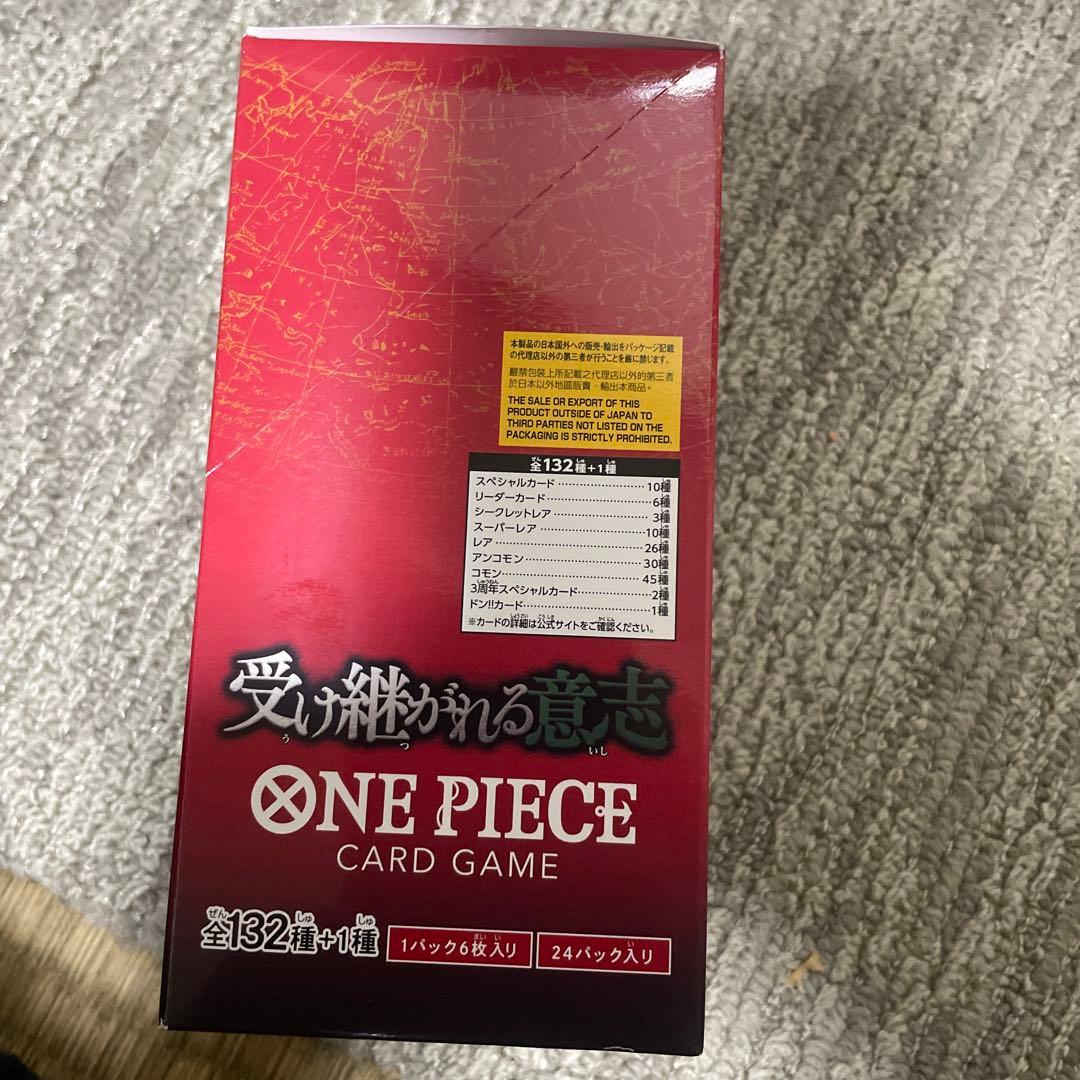 本製品の日本国外への販売・輸出をパッケージ記載
の代理店以外の第三者が行うことを厳に禁じます。
嚴禁包裝上所記載之代理店以外的第三者
於日本以外地區販賣・輸出本商品。
THE SALE OR EXPORT OF THIS
PRODUCT OUTSIDE OF JAPAN TO
THIRD PARTIES NOT LISTED ON THE
PACKAGING IS STRICTLY PROHIBITED.
全132種+1種
スペシャルカード 10種
リーダーカード 6種
シークレットレア 3種
スーパーレア 10種
レア 26種
アンコモン 30種
コモン 45種
3周年スペシャルカード 2種
ドン!!カード 1種
※カードの詳細は公式サイトをご確認ください。
受け継がれる意志
ONE PIECE
CARD GAME
全132種+1種 1パック6枚入り 24パック入り